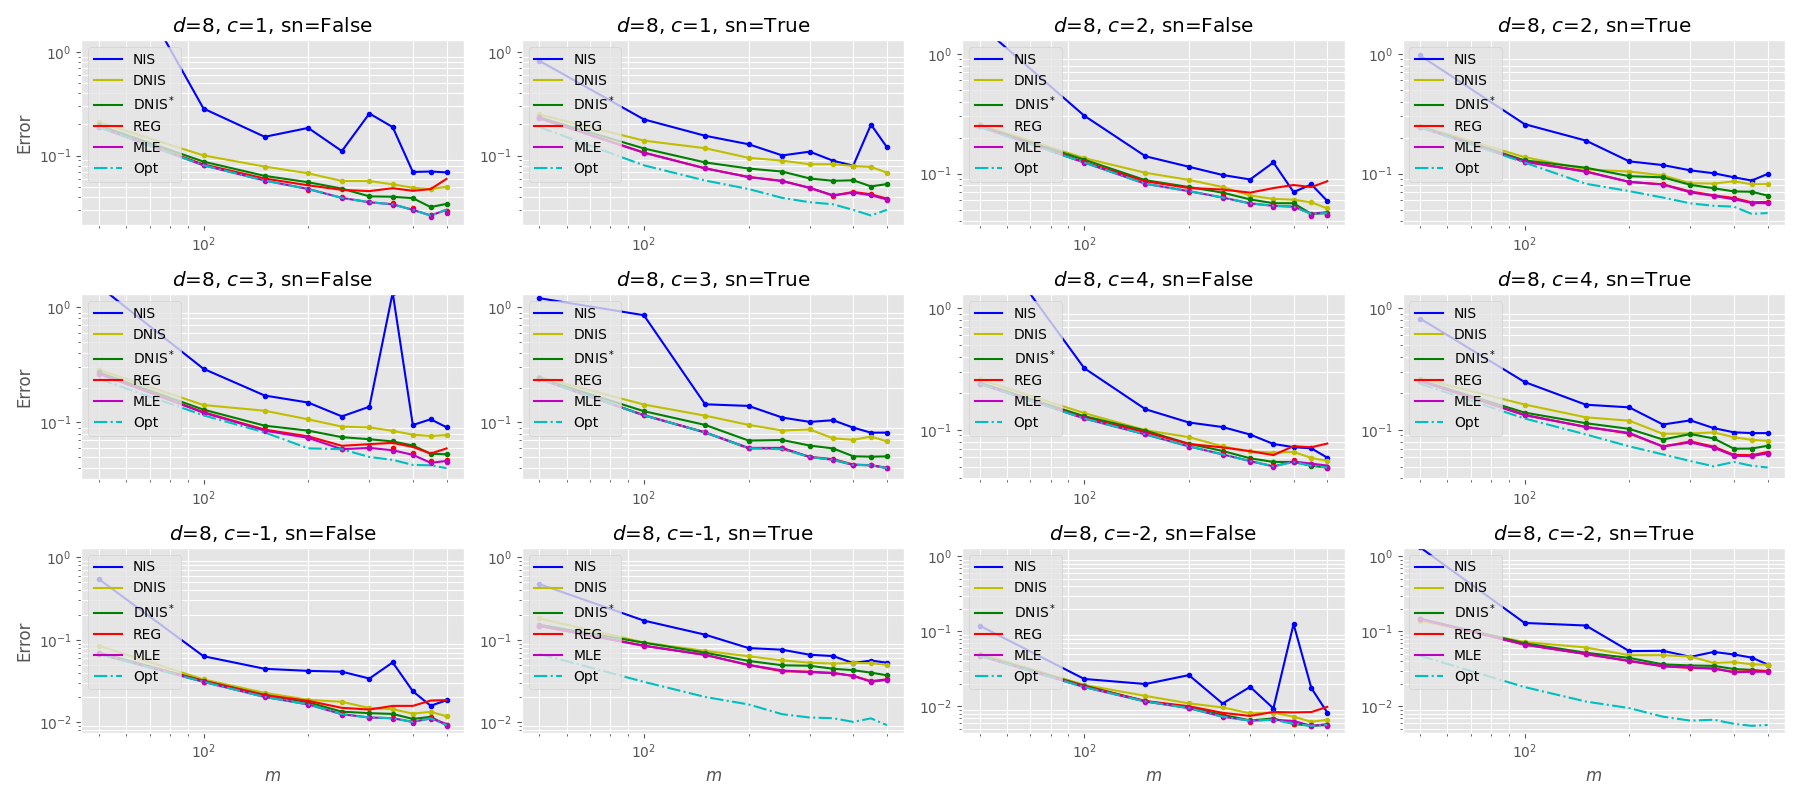 d=8, c=1, sn=False
d=8, c=1, sn=True
d=8, c=2, sn=False
d=8, c=2, sn=True
Error
10^0
10^-1
10^2
NIS
DNIS
DNIS*
REG
MLE
Opt
10^0
10^-1
10^2
NIS
DNIS
DNIS*
REG
MLE
Opt
10^0
10^-1
10^2
NIS
DNIS
DNIS*
REG
MLE
Opt
10^0
10^-1
10^2
NIS
DNIS
DNIS*
REG
MLE
Opt
d=8, c=3, sn=False
d=8, c=3, sn=True
d=8, c=4, sn=False
d=8, c=4, sn=True
Error
10^0
10^-1
10^2
NIS
DNIS
DNIS*
REG
MLE
Opt
10^0
10^-1
10^2
NIS
DNIS
DNIS*
REG
MLE
Opt
10^0
10^-1
10^2
NIS
DNIS
DNIS*
REG
MLE
Opt
10^0
10^-1
10^2
NIS
DNIS
DNIS*
REG
MLE
Opt
d=8, c=-1, sn=False
d=8, c=-1, sn=True
d=8, c=-2, sn=False
d=8, c=-2, sn=True
Error
10^0
10^-1
10^-2
10^2
NIS
DNIS
DNIS*
REG
MLE
Opt
m
10^0
10^-1
10^-2
10^2
NIS
DNIS
DNIS*
REG
MLE
Opt
m
10^0
10^-1
10^-2
10^2
NIS
DNIS
DNIS*
REG
MLE
Opt
m
10^0
10^-1
10^-2
10^2
NIS
DNIS
DNIS*
REG
MLE
Opt
m